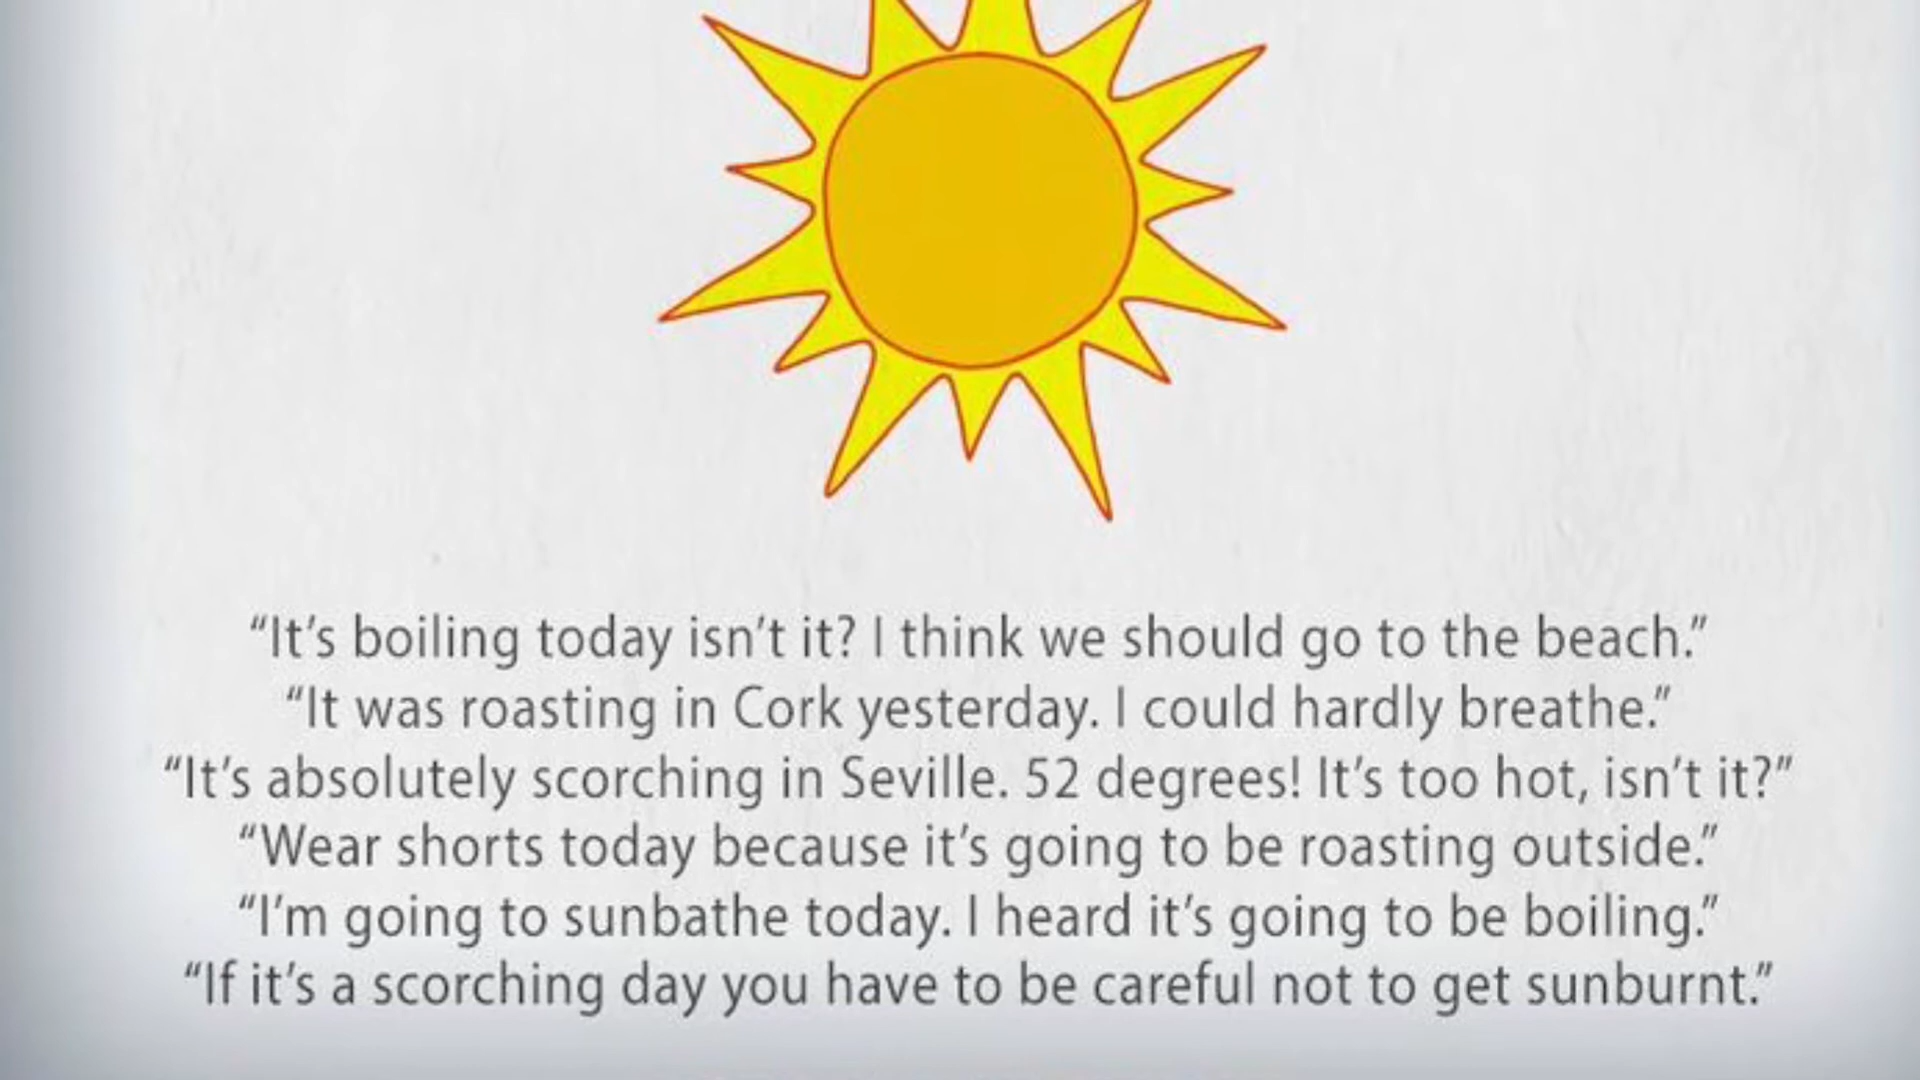 “It’s boiling today isn’t it? I think we should go to the beach.”
“It was roasting in Cork yesterday. I could hardly breathe.”
“It’s absolutely scorching in Seville. 52 degrees! It’s too hot, isn’t it?”
“Wear shorts today because it’s going to be roasting outside.”
“I’m going to sunbathe today. I heard it’s going to be boiling.”
“If it’s a scorching day you have to be careful not to get sunburnt.”